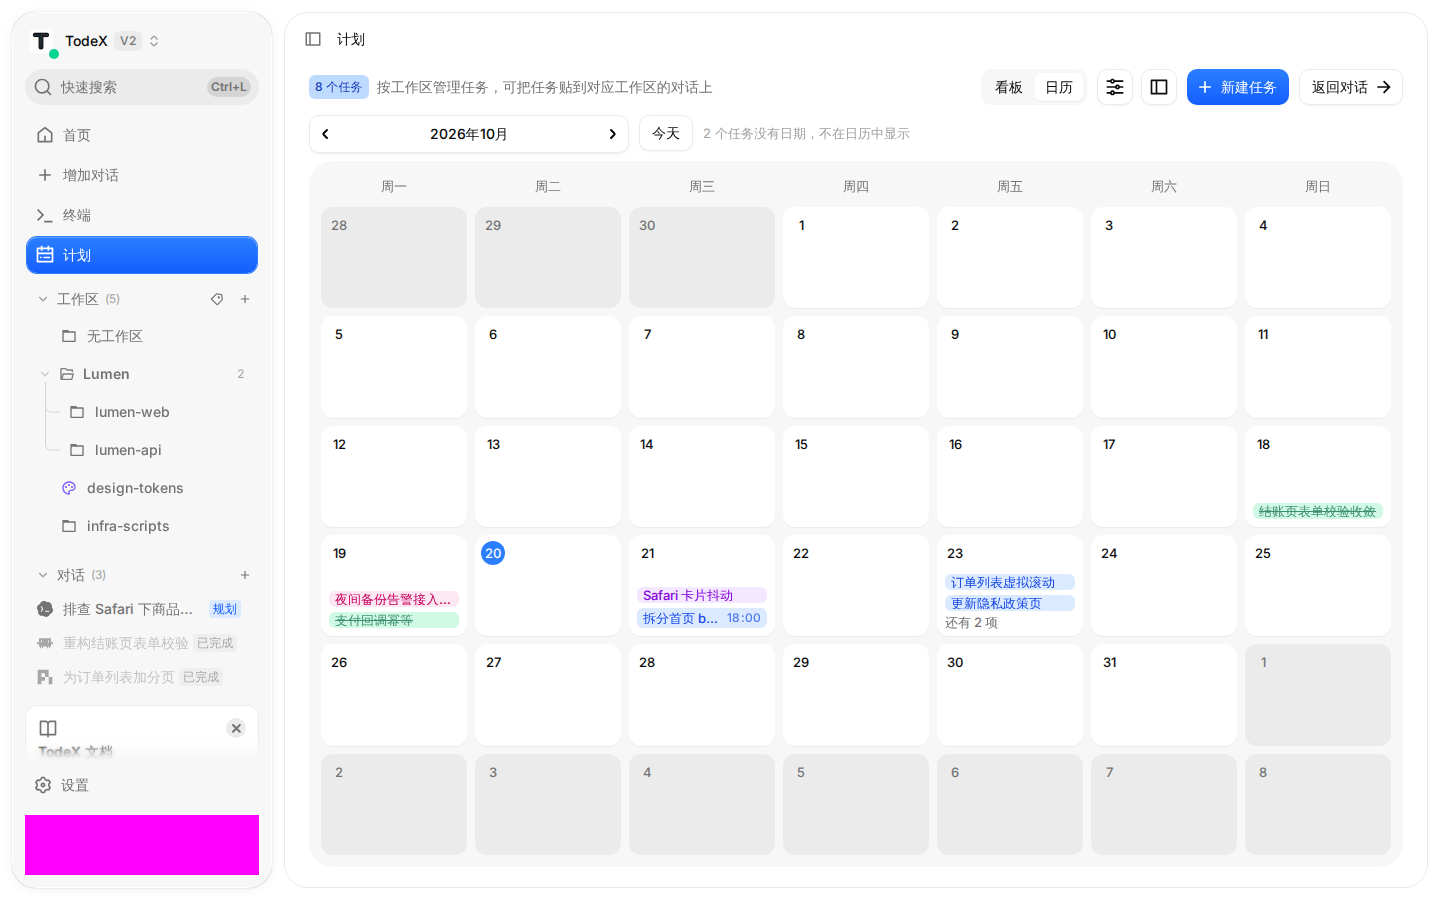 TodeX V2
快速搜索 Ctrl+L
首页
增加对话
终端
计划
工作区 (5)
无工作区
Lumen 2
lumen-web
lumen-api
design-tokens
infra-scripts
对话 (3)
排查 Safari 下商品... 规划
重构结账页表单校验 已完成
为订单列表加分页 已完成
TodeX 文档
设置
计划
8 个任务 按工作区管理任务，可把任务贴到对应工作区的对话上
看板 日历 新建任务 返回对话
2026年10月 今天 2 个任务没有日期，不在日历中显示
周一 周二 周三 周四 周五 周六 周日
28 29 30 1 2 3 4
5 6 7 8 9 10 11
12 13 14 15 16 17 18
结账页表单校验收敛
19 20 21 22 23 24 25
夜间备份告警接入...
支付回调幂等
Safari 卡片抖动
拆分首页 b... 18:00
订单列表虚拟滚动
更新隐私政策页
还有 2 项
26 27 28 29 30 31 1
2 3 4 5 6 7 8